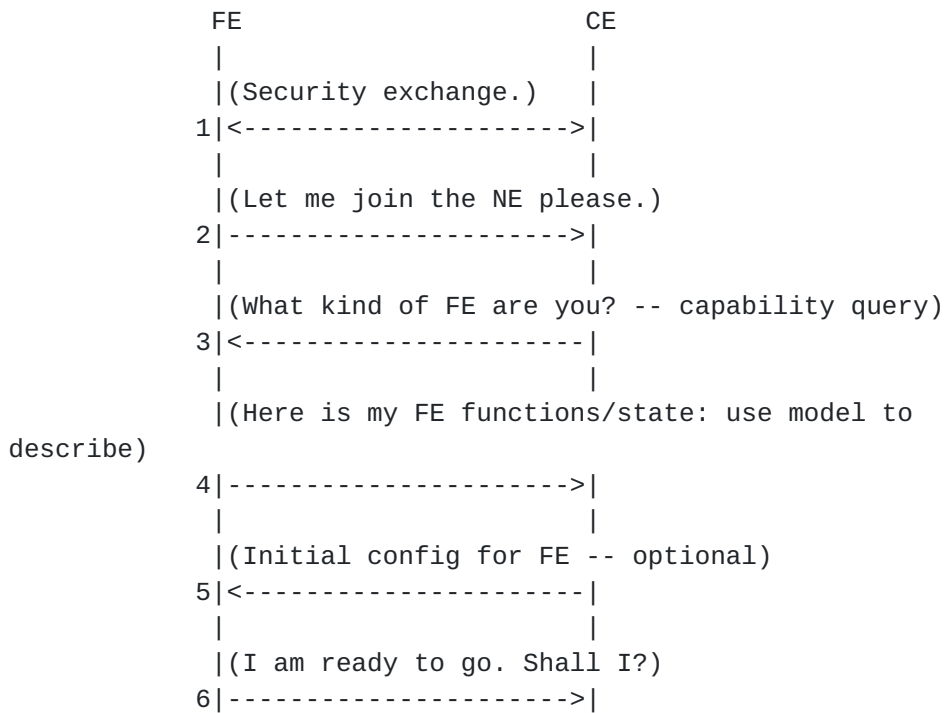 FE                      CE
|                       |
|(Security exchange.)   |
1|<--------------------->|
|                       |
|(Let me join the NE please.)
2|---------------------->|
|                       |
|(What kind of FE are you? -- capability query)
3|<----------------------|
|                       |
|(Here is my FE functions/state: use model to
describe)
4|---------------------->|
|                       |
|(Initial config for FE -- optional)
5|<----------------------|
|                       |
|(I am ready to go. Shall I?)
6|---------------------->|